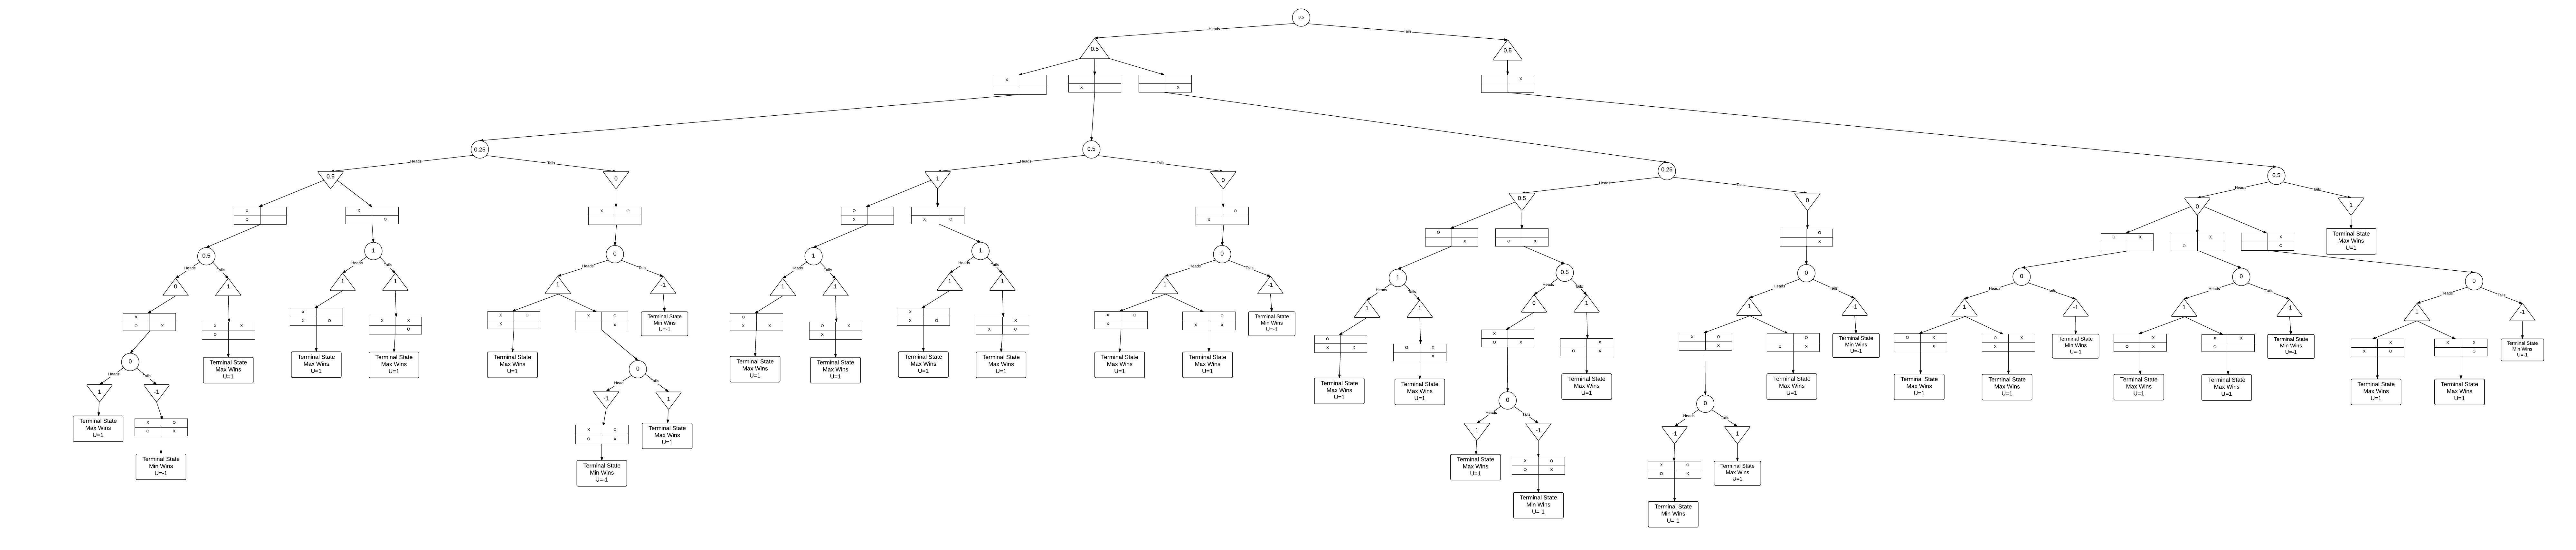 0.5
Heads
Tails
0.5
0.5
X
X
X
X
0.25
0.5
0.25
0.5
Heads
Tails
Heads
Tails
Heads
Tails
Heads
Tails
0.5
0
1
0
0.5
0
0
1
X
O
X
O
X O
O
X
X O
O
X
O
X
O X
O
X
O X
X
O
X
O
Terminal State
Max Wins
U=1
0.5
1
0
1
1
0
1
0.5
0
0
0
0
Heads
Tails
Heads
Tails
Heads
Tails
Heads
Tails
Heads
Tails
Heads
Tails
Heads
Tails
Heads
Tails
Heads
Tails
Heads
Tails
Heads
Tails
Heads
Tails
0
1
1
1
1
-1
1
1
1
1
1
-1
1
1
0
1
1
-1
1
-1
1
-1
1
-1
X
O X
X X
O
X
X O
X X
O
X O
X
X O
X
Terminal State
Min Wins
U=-1
O
X X
O X
X
X
X O
X
X O
X O
X
O
X X
Terminal State
Min Wins
U=-1
O
X X
O X
X
X
O X
X
O X
X O
X
O
X X
Terminal State
Min Wins
U=-1
O X
X
O X
X
Terminal State
Min Wins
U=-1
X
O X
X X
O
Terminal State
Min Wins
U=-1
X
X O
X X
O
Terminal State
Min Wins
U=-1
0
Terminal State
Max Wins
U=1
Terminal State
Max Wins
U=1
Terminal State
Max Wins
U=1
Terminal State
Max Wins
U=1
0
Terminal State
Max Wins
U=1
Terminal State
Max Wins
U=1
Terminal State
Max Wins
U=1
Terminal State
Max Wins
U=1
Terminal State
Max Wins
U=1
Terminal State
Max Wins
U=1
Terminal State
Max Wins
U=1
Terminal State
Max Wins
U=1
0
Terminal State
Max Wins
U=1
0
Terminal State
Max Wins
U=1
Terminal State
Max Wins
U=1
Terminal State
Max Wins
U=1
Terminal State
Max Wins
U=1
Terminal State
Max Wins
U=1
Terminal State
Max Wins
U=1
Terminal State
Max Wins
U=1
Heads
Tails
Head
Tails
Heads
Tails
Heads
Tails
1
-1
-1
1
1
-1
-1
1
Terminal State
Max Wins
U=1
X O
O X
Terminal State
Min Wins
U=-1
X O
O X
Terminal State
Min Wins
U=-1
Terminal State
Max Wins
U=1
Terminal State
Max Wins
U=1
X O
O X
Terminal State
Min Wins
U=-1
X O
O X
Terminal State
Min Wins
U=-1
Terminal State
Max Wins
U=1